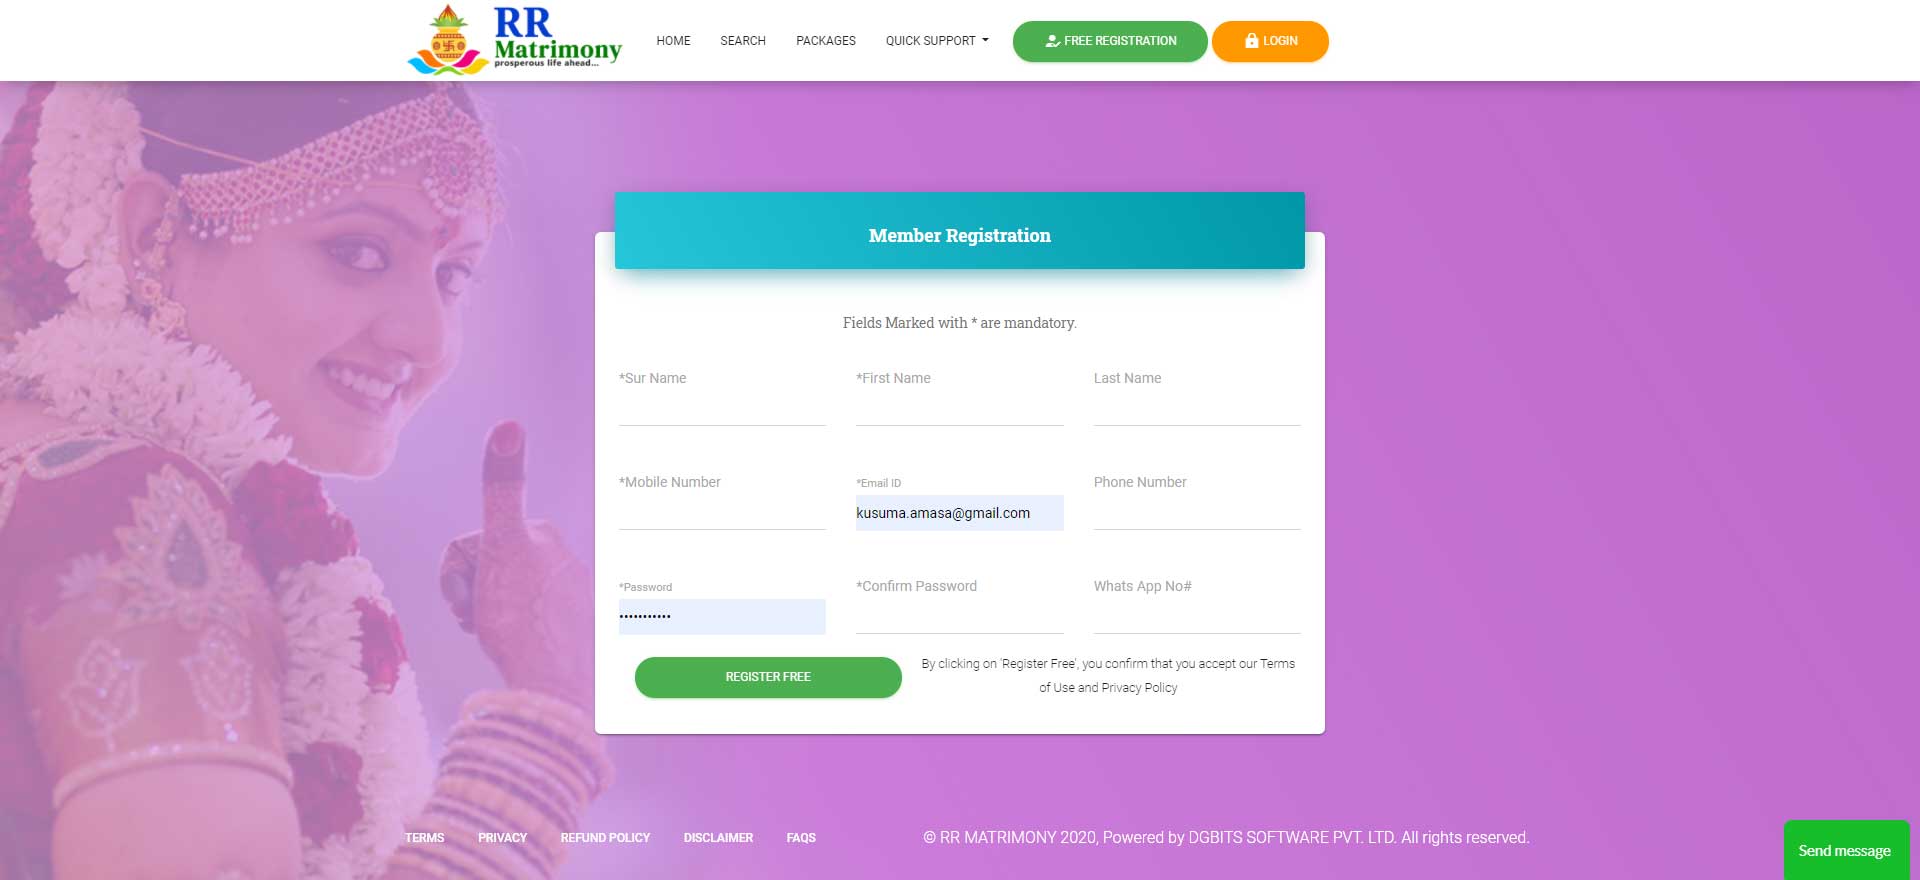 RR
Matrimony
prosperous life ahead...
HOME
SEARCH
PACKAGES
QUICK SUPPORT
FREE REGISTRATION
LOGIN
Member Registration
Fields Marked with * are mandatory.
*Sur Name
*First Name
Last Name
*Mobile Number
*Email ID
kusuma.amasa@gmail.com
Phone Number
*Password
•••••••••••
*Confirm Password
Whats App No#
REGISTER FREE
By clicking on 'Register Free', you confirm that you accept our Terms
of Use and Privacy Policy
TERMS
PRIVACY
REFUND POLICY
DISCLAIMER
FAQS
© RR MATRIMONY 2020, Powered by DGBITS SOFTWARE PVT. LTD. All rights reserved.
Send message